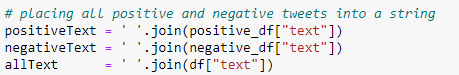 # placing all positive and negative tweets into a string
positiveText = ' '.join(positive_df["text"])
negativeText = ' '.join(negative_df["text"])
allText      = ' '.join(df["text"])